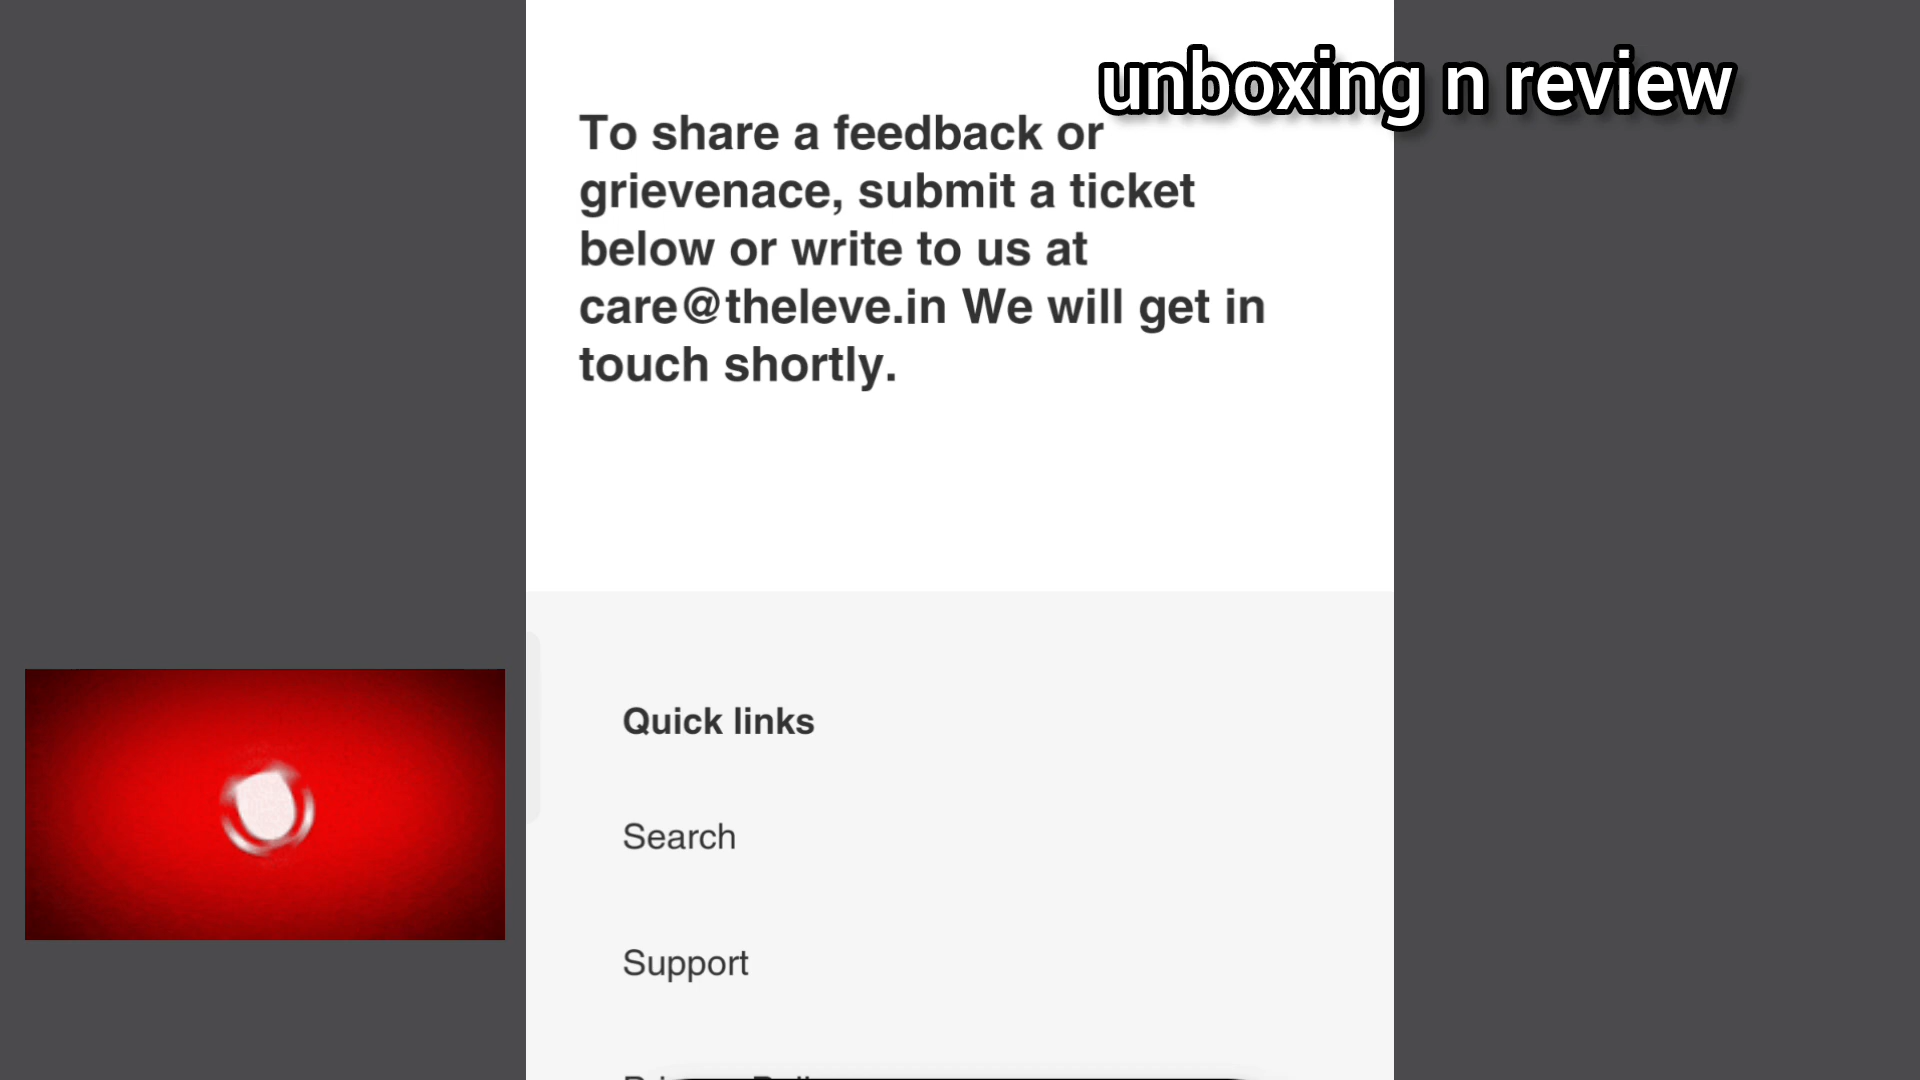 unboxing n review
To share a feedback or
grievenace, submit a ticket
below or write to us at
care@theleve.in We will get in
touch shortly.
Quick links
Search
Support